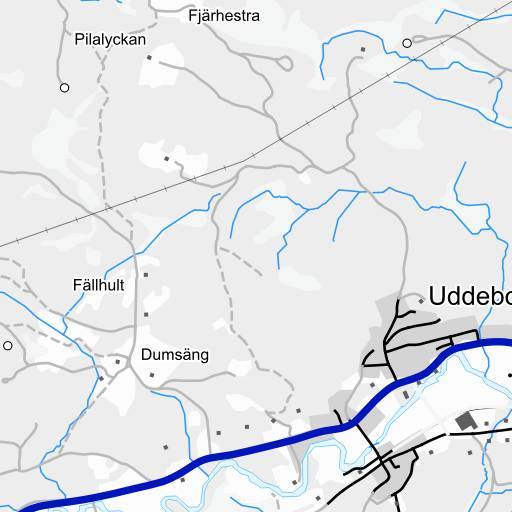 Fjärhestra
Pilalyckan
Fällhult
Uddebo
Dumsäng